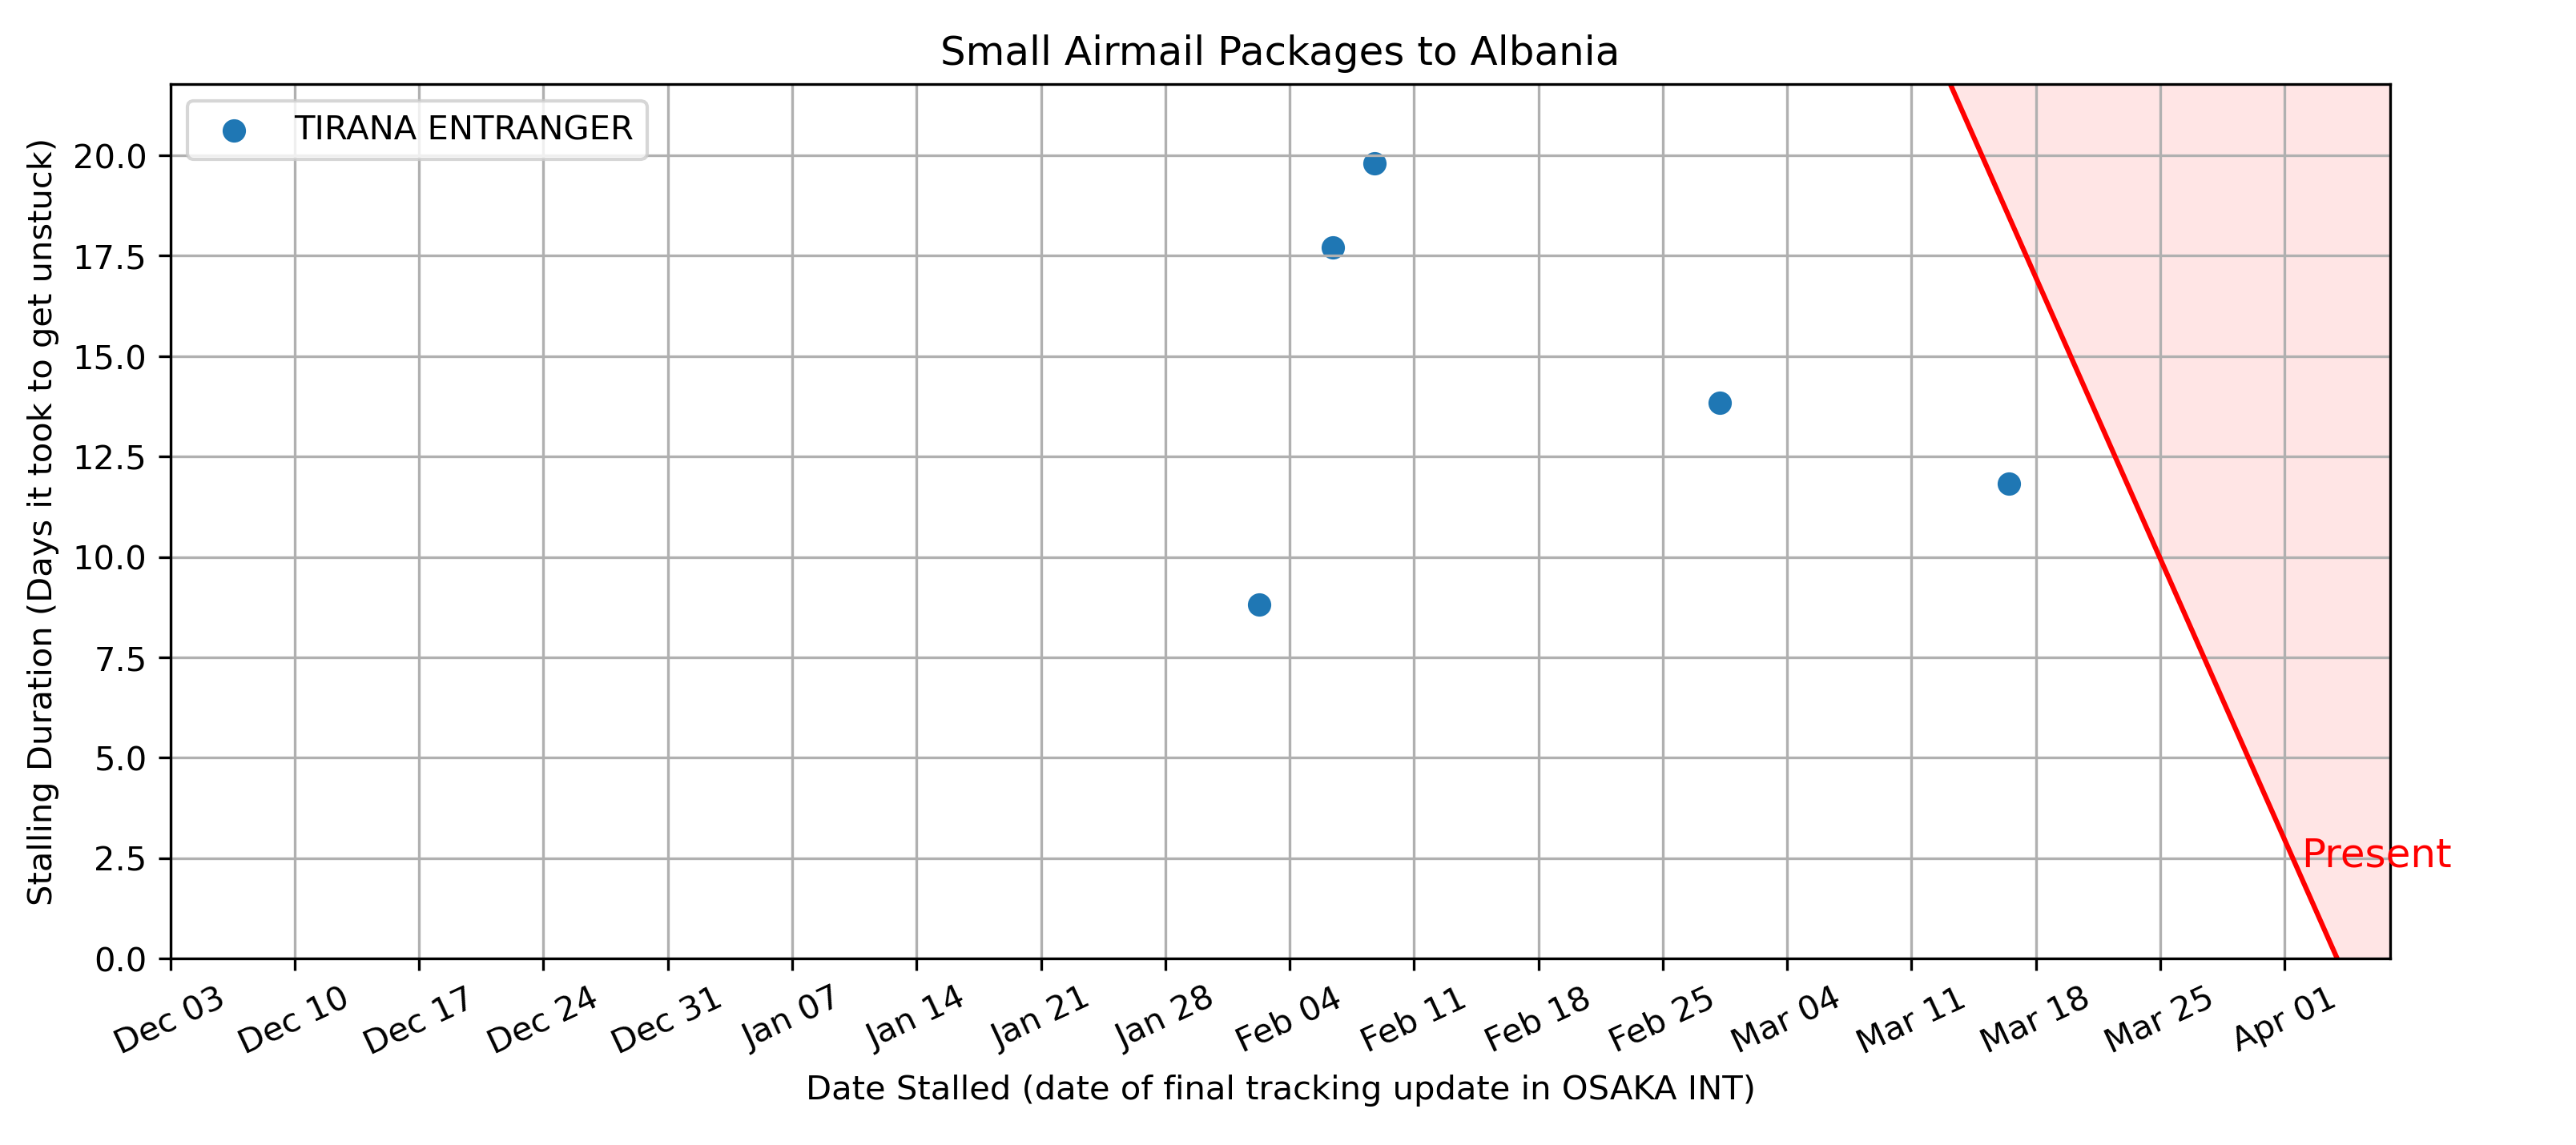 Small Airmail Packages to Albania
TIRANA ENTRANGER
Stalling Duration (Days it took to get unstuck)
20.0
17.5
15.0
12.5
10.0
7.5
5.0
2.5
0.0
Present
Dec 03 Dec 10 Dec 17 Dec 24 Dec 31 Jan 07 Jan 14 Jan 21 Jan 28 Feb 04 Feb 11 Feb 18 Feb 25 Mar 04 Mar 11 Mar 18 Mar 25 Apr 01
Date Stalled (date of final tracking update in OSAKA INT)